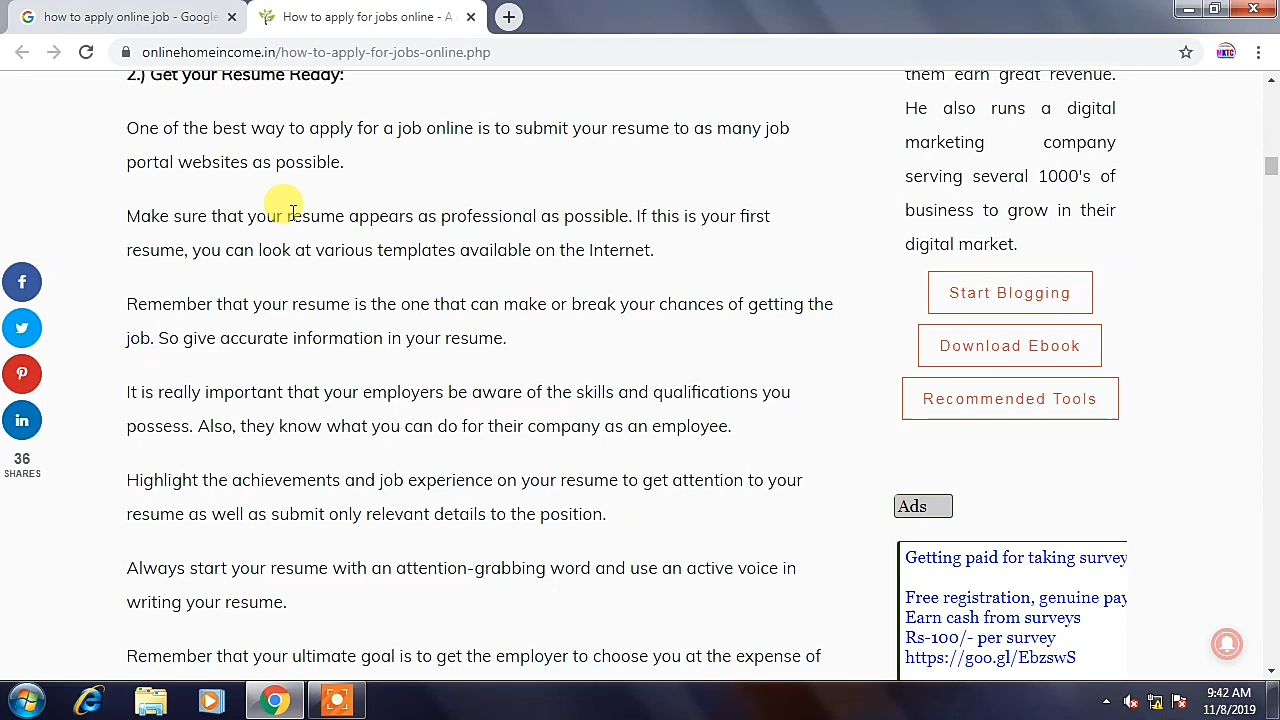 how to apply online job - Google
How to apply for jobs online - A
onlinehomeincome.in/how-to-apply-for-jobs-online.php
MKTC
2.) Get your Resume Ready:
One of the best way to apply for a job online is to submit your resume to as many job
portal websites as possible.
Make sure that your resume appears as professional as possible. If this is your first
resume, you can look at various templates available on the Internet.
Remember that your resume is the one that can make or break your chances of getting the
job. So give accurate information in your resume.
It is really important that your employers be aware of the skills and qualifications you
possess. Also, they know what you can do for their company as an employee.
Highlight the achievements and job experience on your resume to get attention to your
resume as well as submit only relevant details to the position.
Always start your resume with an attention-grabbing word and use an active voice in
writing your resume.
Remember that your ultimate goal is to get the employer to choose you at the expense of
36
SHARES
them earn great revenue.
He also runs a digital
marketing company
serving several 1000's of
business to grow in their
digital market.
Start Blogging
Download Ebook
Recommended Tools
Ads
Getting paid for taking survey
Free registration, genuine pay
Earn cash from surveys
Rs-100/- per survey
https://goo.gl/EbzswS
9:42 AM
11/8/2019